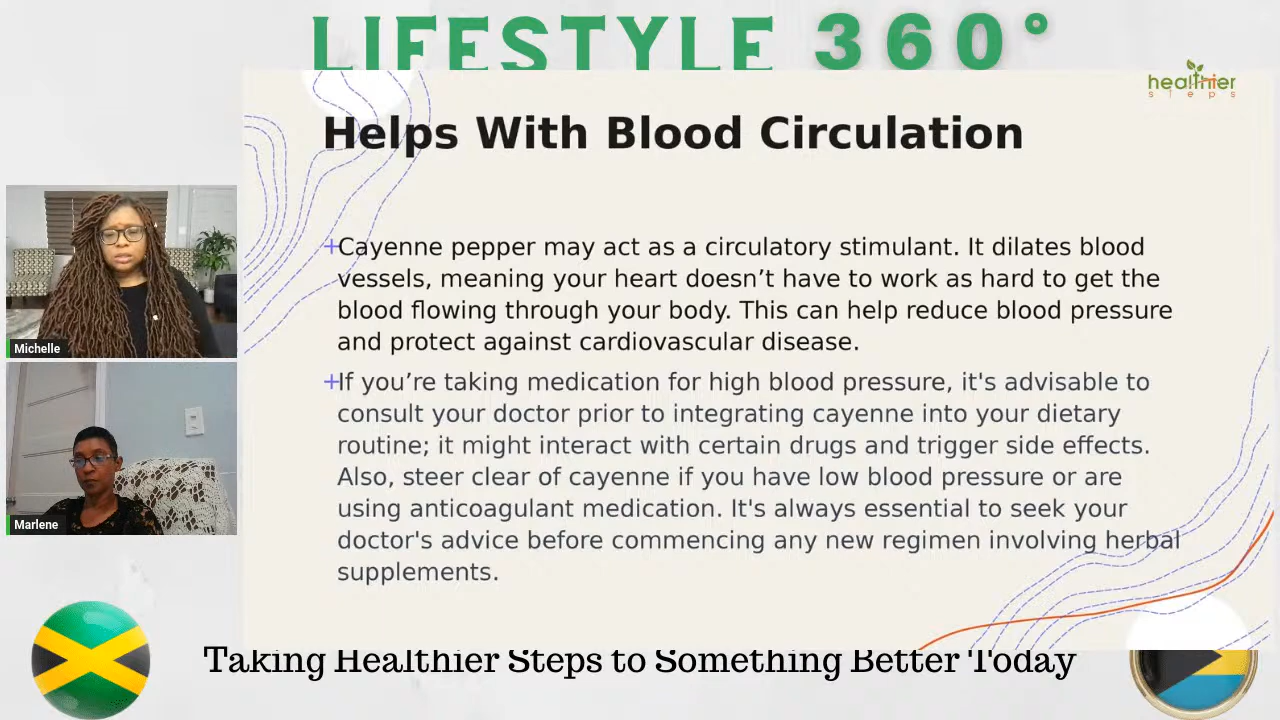 LIFESTYLE 360°
healthier
steps
Helps With Blood Circulation
+Cayenne pepper may act as a circulatory stimulant. It dilates blood
vessels, meaning your heart doesn’t have to work as hard to get the
blood flowing through your body. This can help reduce blood pressure
and protect against cardiovascular disease.
+If you’re taking medication for high blood pressure, it's advisable to
consult your doctor prior to integrating cayenne into your dietary
routine; it might interact with certain drugs and trigger side effects.
Also, steer clear of cayenne if you have low blood pressure or are
using anticoagulant medication. It's always essential to seek your
doctor's advice before commencing any new regimen involving herbal
supplements.
Michelle
Marlene
Taking Healthier Steps to Something Better Today